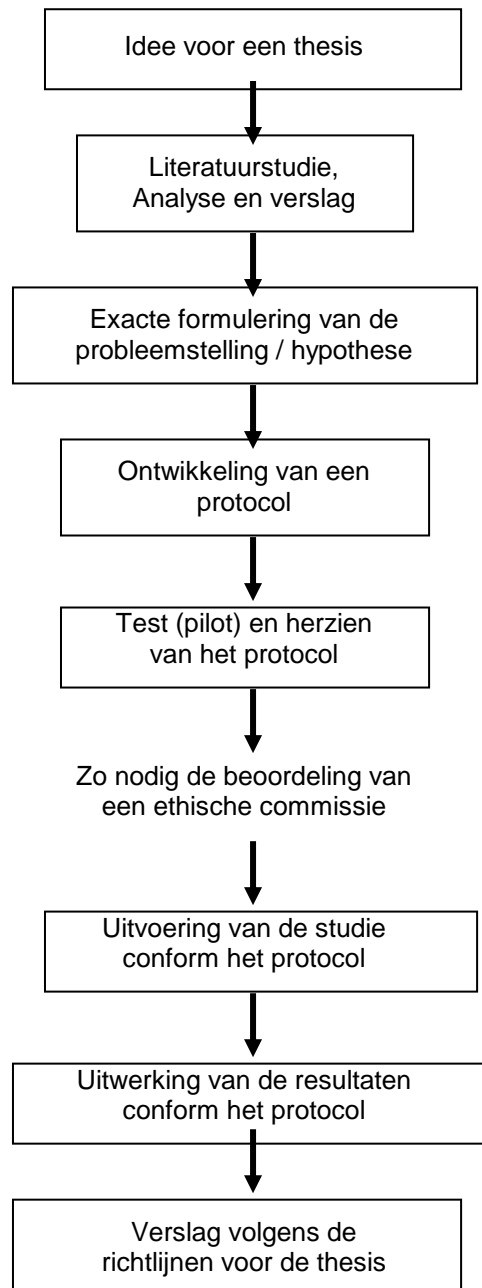 Idee voor een thesis
Literatuurstudie,
Analyse en verslag
Exacte formulering van de
probleemstelling / hypothese
Ontwikkeling van een
protocol
Test (pilot) en herzien
van het protocol
Zo nodig de beoordeling van
een ethische commissie
Uitvoering van de studie
conform het protocol
Uitwerking van de resultaten
conform het protocol
Verslag volgens de
richtlijnen voor de thesis